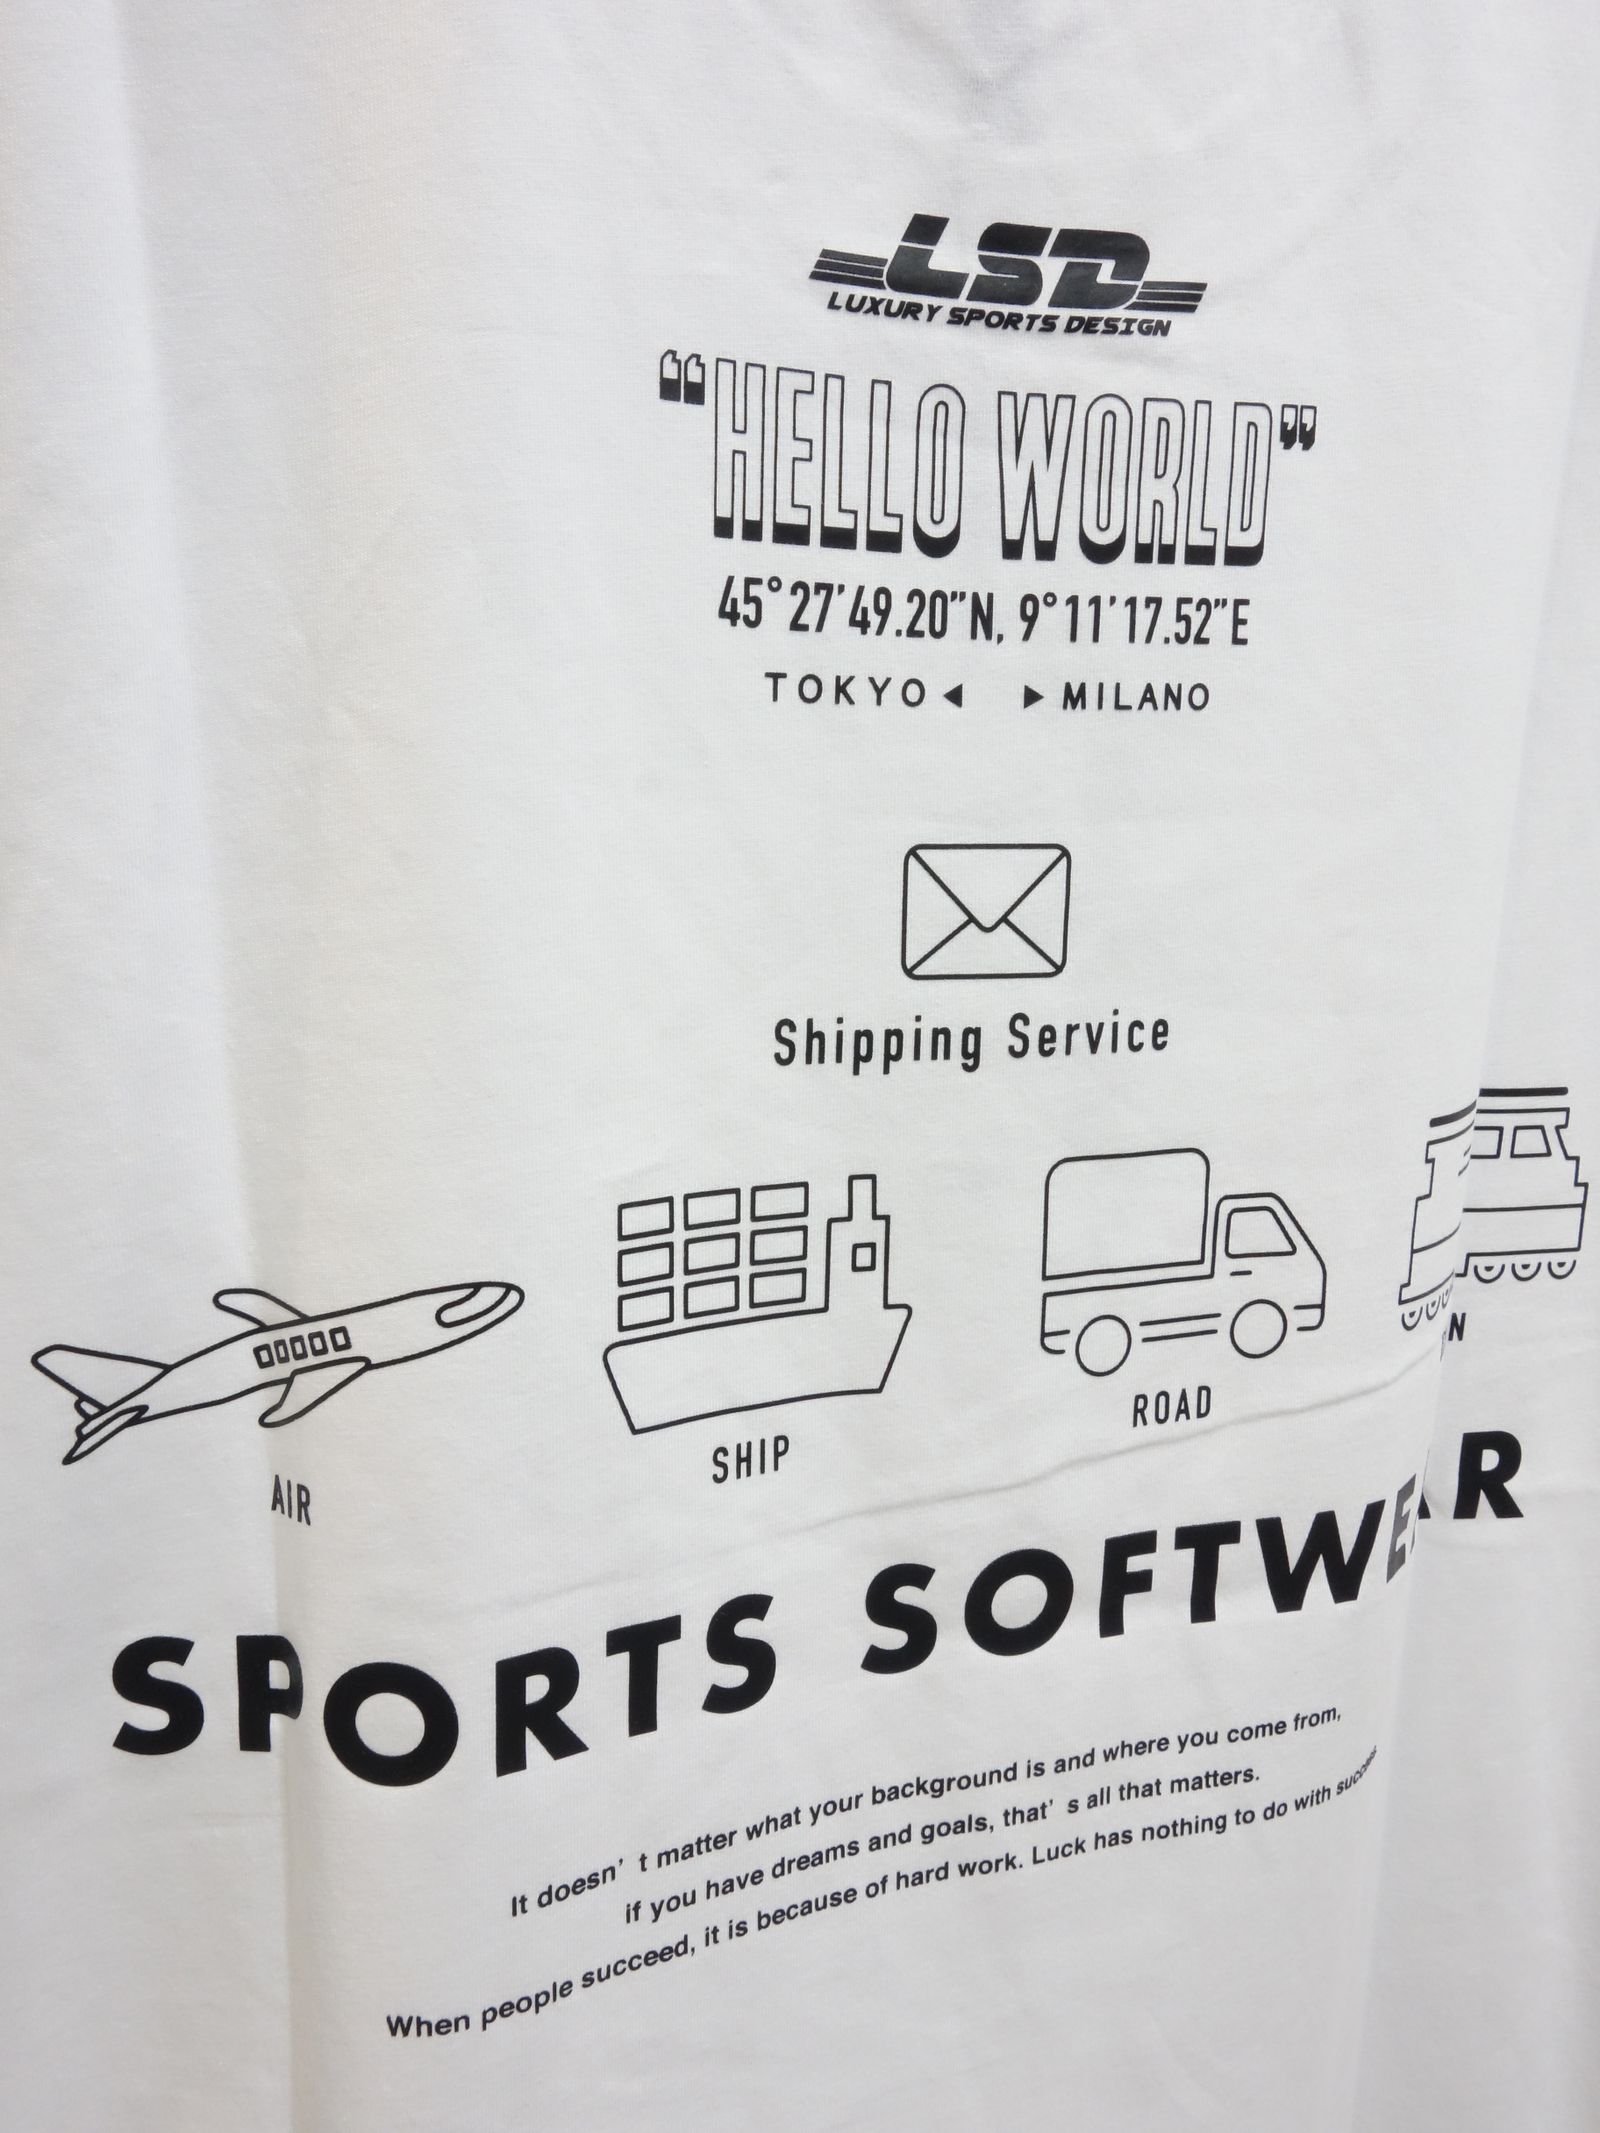 LSD
LUXURY SPORTS DESIGN
“HELLO WORLD”
45°27'49.20"N, 9°11'17.52"E
TOKYO◀ ▶MILANO
Shipping Service
AIR
SHIP
ROAD
SPORTS SOFTWEAR
It doesn’t matter what your background is and where you come from,
if you have dreams and goals, that’s all that matters.
When people succeed, it is because of hard work. Luck has nothing to do with success.